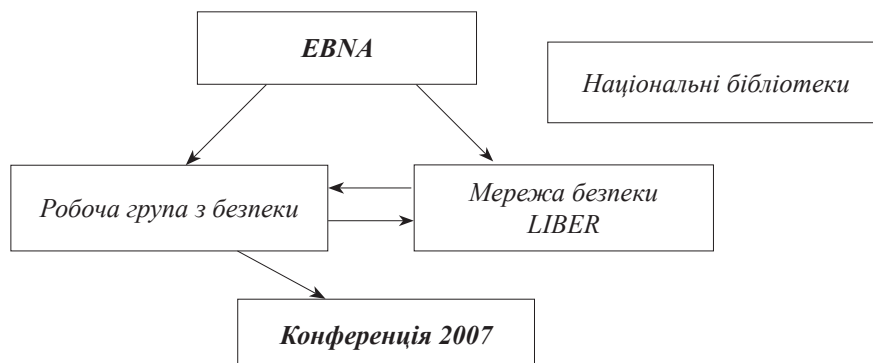 EBNA
Національні бібліотеки
Робоча група з безпеки
Мережа безпеки
LIBER
Конференція 2007